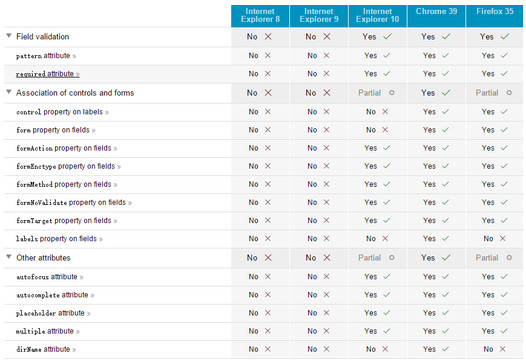 Internet Explorer 8 Internet Explorer 9 Internet Explorer 10 Chrome 39 Firefox 35
Field validation No No Yes Yes Yes
pattern attribute » No No Yes Yes Yes
required attribute » No No Yes Yes Yes
Association of controls and forms No No Partial Yes Partial
control property on labels » No No No Yes Yes
form property on fields » No No No Yes Yes
formAction property on fields » No No Yes Yes Yes
formEnctype property on fields » No No Yes Yes Yes
formMethod property on fields » No No Yes Yes Yes
formNoValidate property on fields » No No Yes Yes Yes
formTarget property on fields » No No Yes Yes Yes
labels property on fields » No No No Yes No
Other attributes No No Partial Yes Partial
autofocus attribute » No No Yes Yes Yes
autocomplete attribute » No No Yes Yes Yes
placeholder attribute » No No Yes Yes Yes
multiple attribute » No No Yes Yes Yes
dirName attribute » No No No Yes No